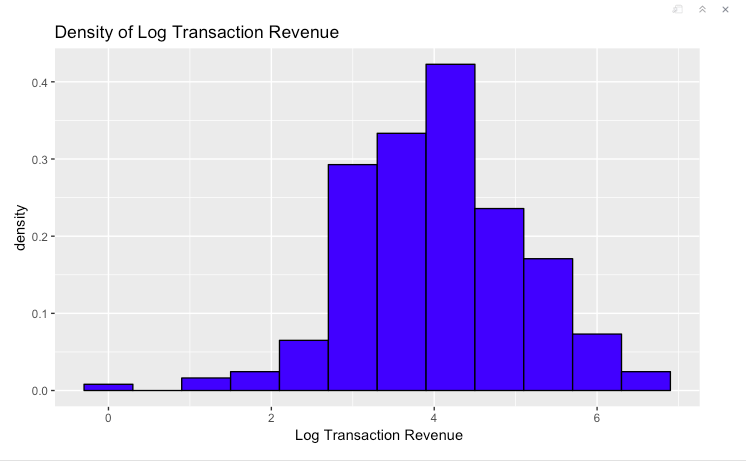 Density of Log Transaction Revenue
0.4
0.3
0.2
0.1
0.0
density
0 2 4 6
Log Transaction Revenue